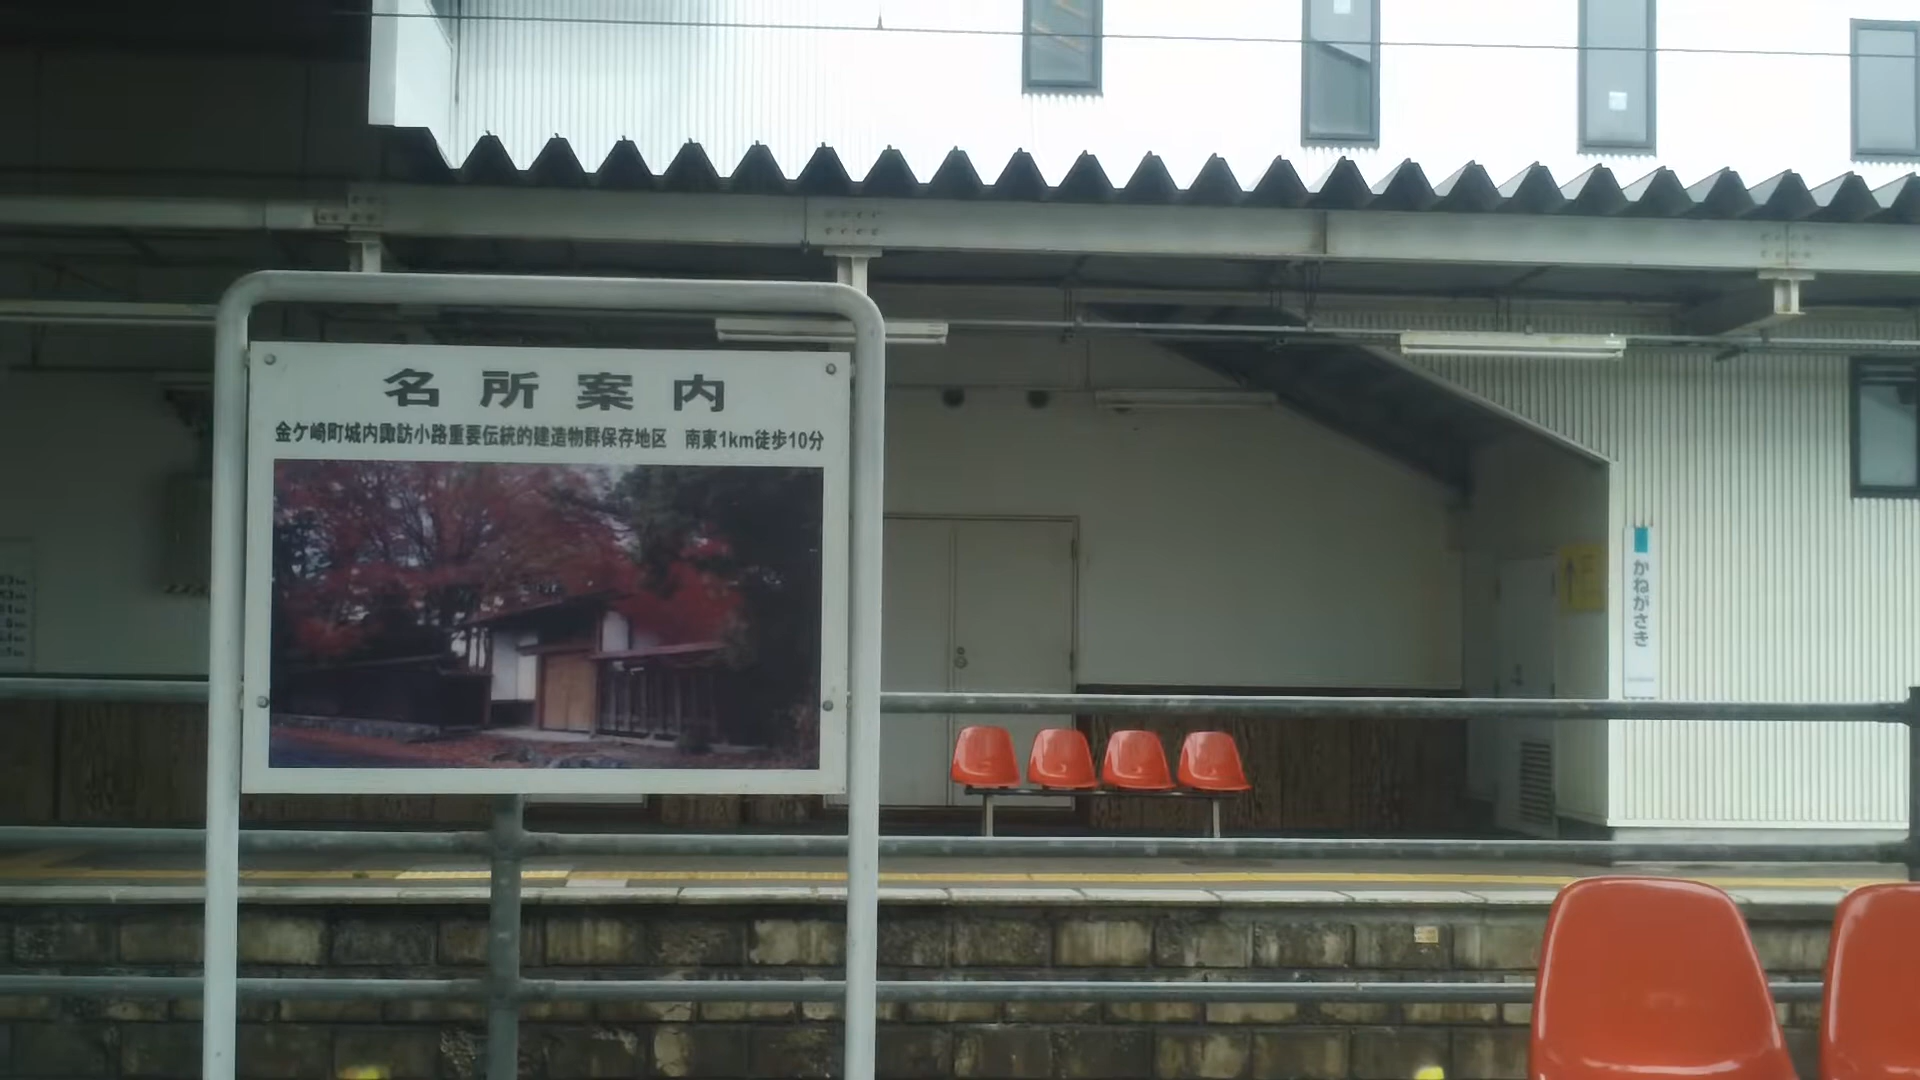 名所案内
金ケ崎町城内諏訪小路重要伝統的建造物群保存地区　南東1km徒歩10分
かねがさき